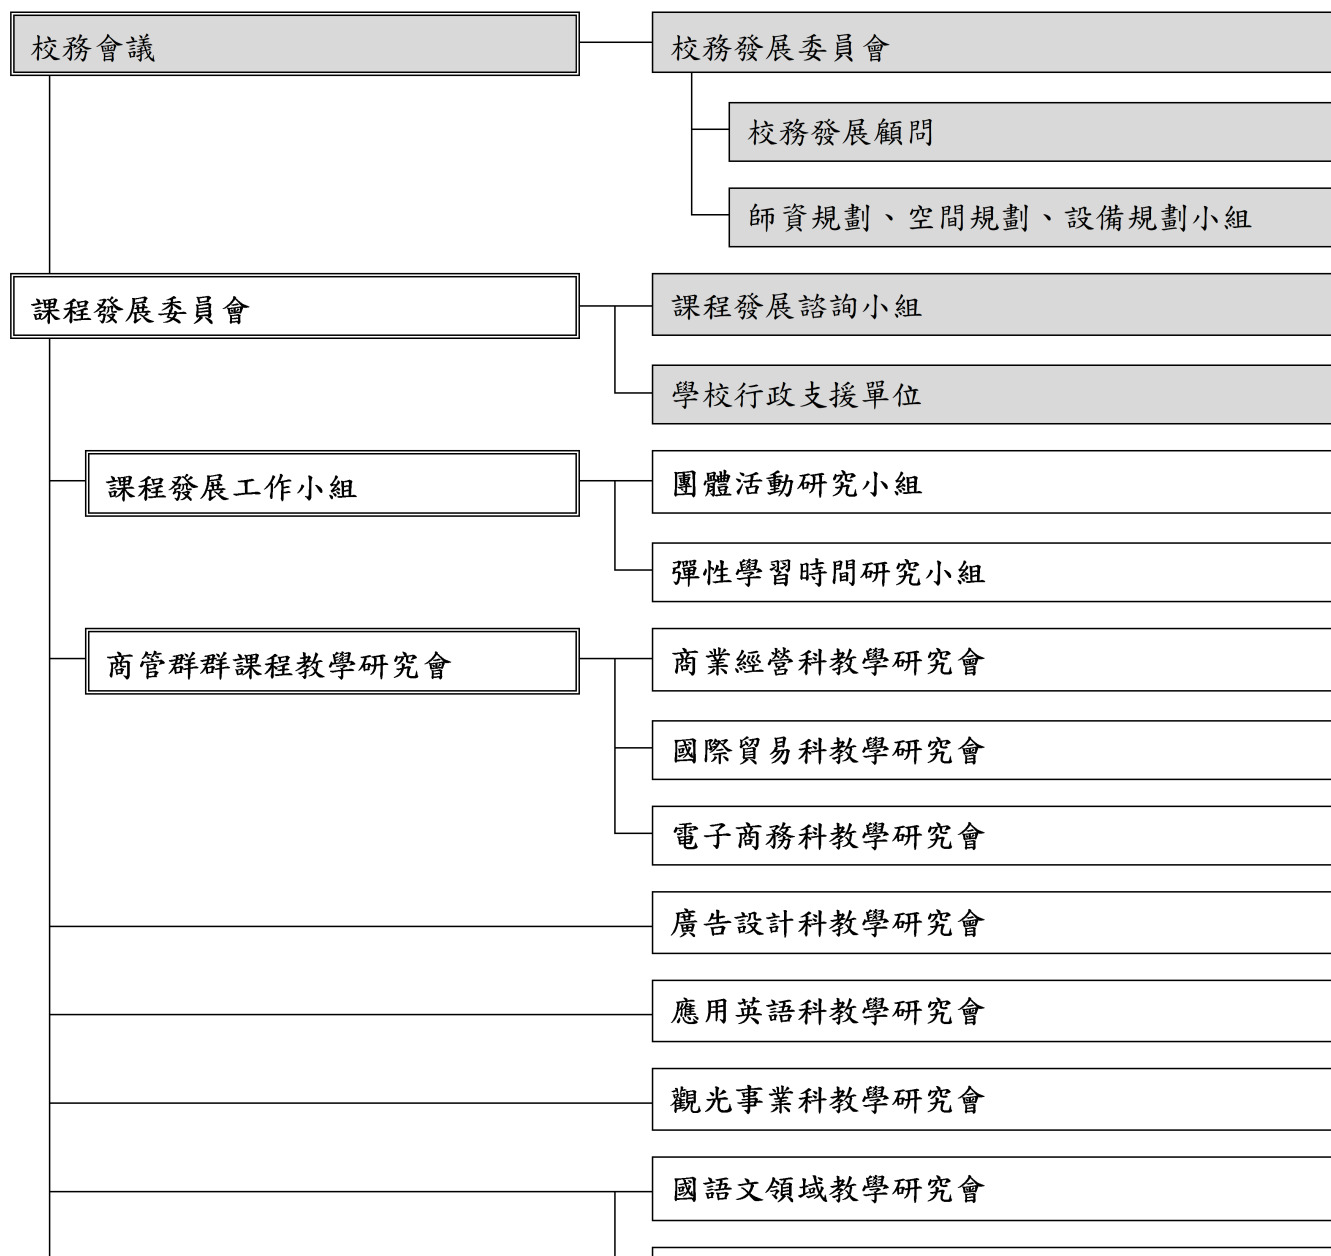 校務會議
校務發展委員會
校務發展顧問
師資規劃、空間規劃、設備規劃小組
課程發展委員會
課程發展諮詢小組
學校行政支援單位
課程發展工作小組
團體活動研究小組
彈性學習時間研究小組
商管群群課程教學研究會
商業經營科教學研究會
國際貿易科教學研究會
電子商務科教學研究會
廣告設計科教學研究會
應用英語科教學研究會
觀光事業科教學研究會
國語文領域教學研究會